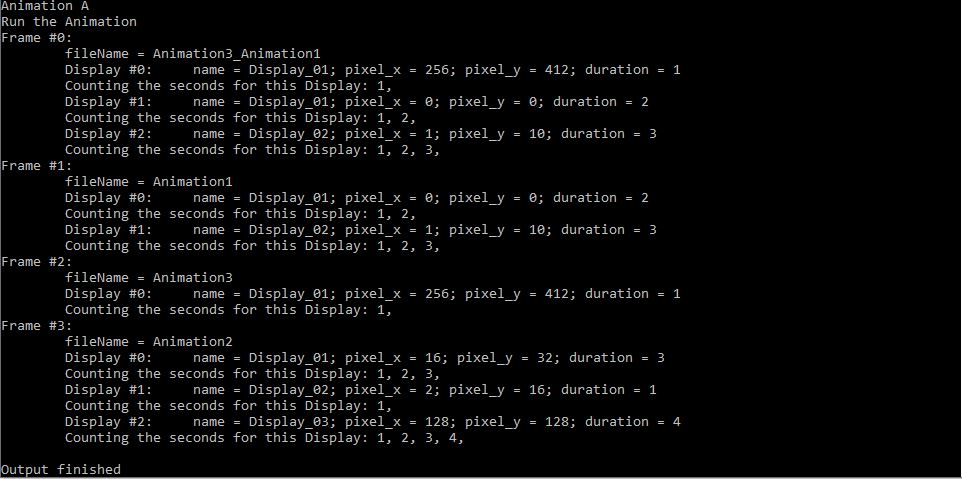 Animation A
Run the Animation
Frame #0:
fileName = Animation3_Animation1
Display #0: name = Display_01; pixel_x = 256; pixel_y = 412; duration = 1
Counting the seconds for this Display: 1,
Display #1: name = Display_01; pixel_x = 0; pixel_y = 0; duration = 2
Counting the seconds for this Display: 1, 2,
Display #2: name = Display_02; pixel_x = 1; pixel_y = 10; duration = 3
Counting the seconds for this Display: 1, 2, 3,
Frame #1:
fileName = Animation1
Display #0: name = Display_01; pixel_x = 0; pixel_y = 0; duration = 2
Counting the seconds for this Display: 1, 2,
Display #1: name = Display_02; pixel_x = 1; pixel_y = 10; duration = 3
Counting the seconds for this Display: 1, 2, 3,
Frame #2:
fileName = Animation3
Display #0: name = Display_01; pixel_x = 256; pixel_y = 412; duration = 1
Counting the seconds for this Display: 1,
Frame #3:
fileName = Animation2
Display #0: name = Display_01; pixel_x = 16; pixel_y = 32; duration = 3
Counting the seconds for this Display: 1, 2, 3,
Display #1: name = Display_02; pixel_x = 2; pixel_y = 16; duration = 1
Counting the seconds for this Display: 1,
Display #2: name = Display_03; pixel_x = 128; pixel_y = 128; duration = 4
Counting the seconds for this Display: 1, 2, 3, 4,
Output finished